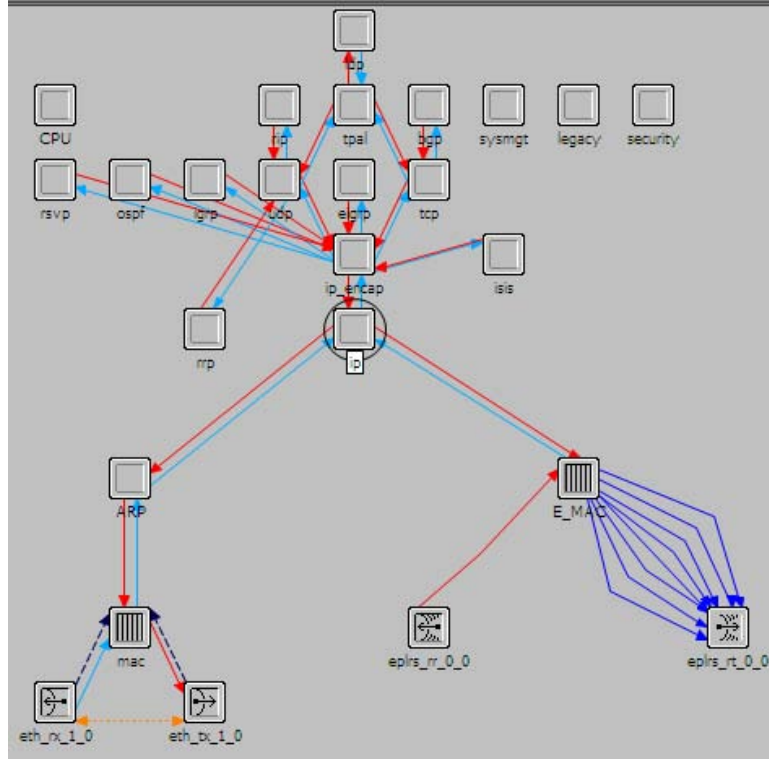 CPU
rip
tpal
bgp
sysmgt
legacy
security
rsvp
ospf
igrp
udp
eigrp
tcp
ip_encap
isis
rrp
ip
ARP
E_MAC
mac
eplrs_rr_0_0
eplrs_rt_0_0
eth_rx_1_0
eth_tx_1_0